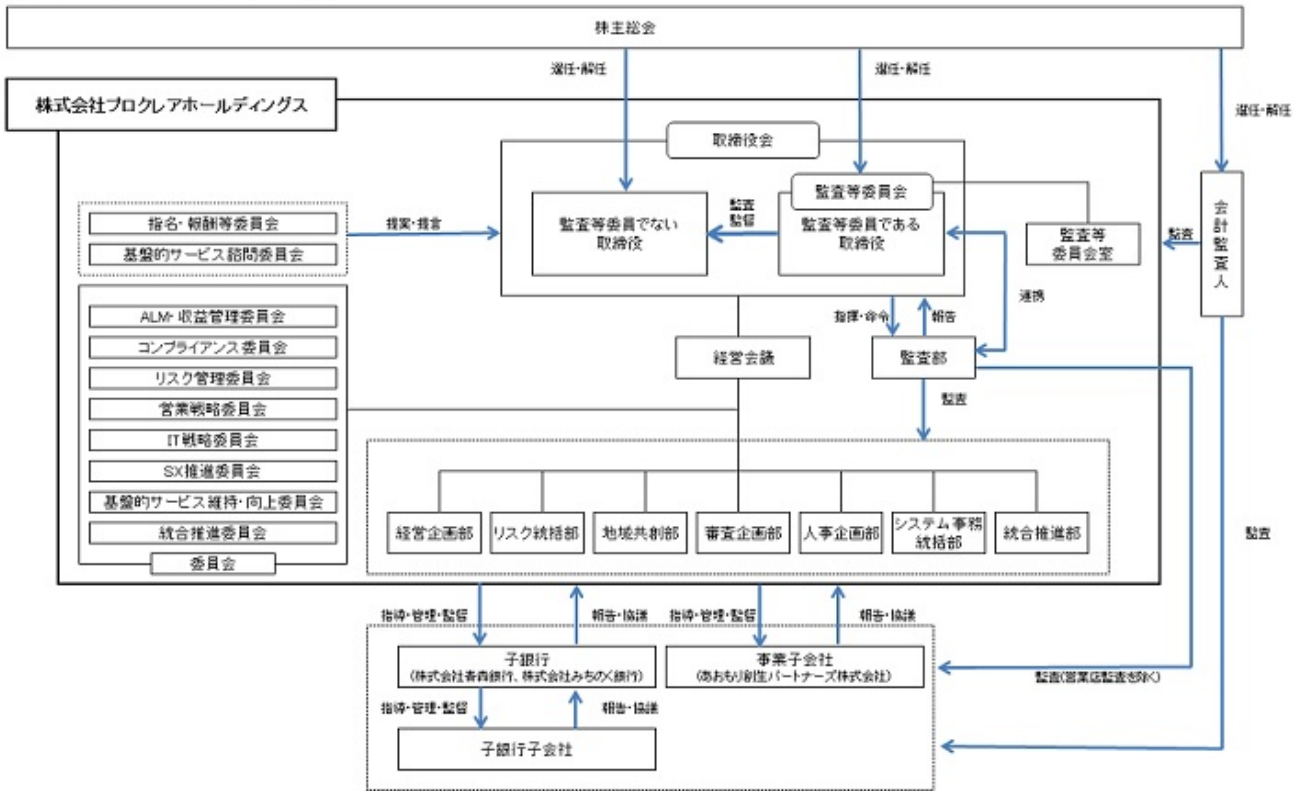 株主総会
選任・解任
選任・解任
選任・解任
株式会社プロクレアホールディングス
取締役会
監査等委員会
監査等委員でない
取締役
監査
監督
監査等委員である
取締役
監査等
委員会室
会計監査人
監査
指名・報酬等委員会
基盤的サービス諮問委員会
提案・提言
連携
指揮・命令
報告
経営会議
監査部
監査
ALM・収益管理委員会
コンプライアンス委員会
リスク管理委員会
営業戦略委員会
IT戦略委員会
SX推進委員会
基盤的サービス維持・向上委員会
統合推進委員会
委員会
経営企画部
リスク統括部
地域共創部
審査企画部
人事企画部
システム事務
統括部
統合推進部
監査
指導・管理・監督
報告・協議
指導・管理・監督
報告・協議
子銀行
(株式会社青森銀行、株式会社みちのく銀行)
事業子会社
(あおもり創生パートナーズ株式会社)
監査(営業店監査を除く)
指導・管理・監督
報告・協議
子銀行子会社